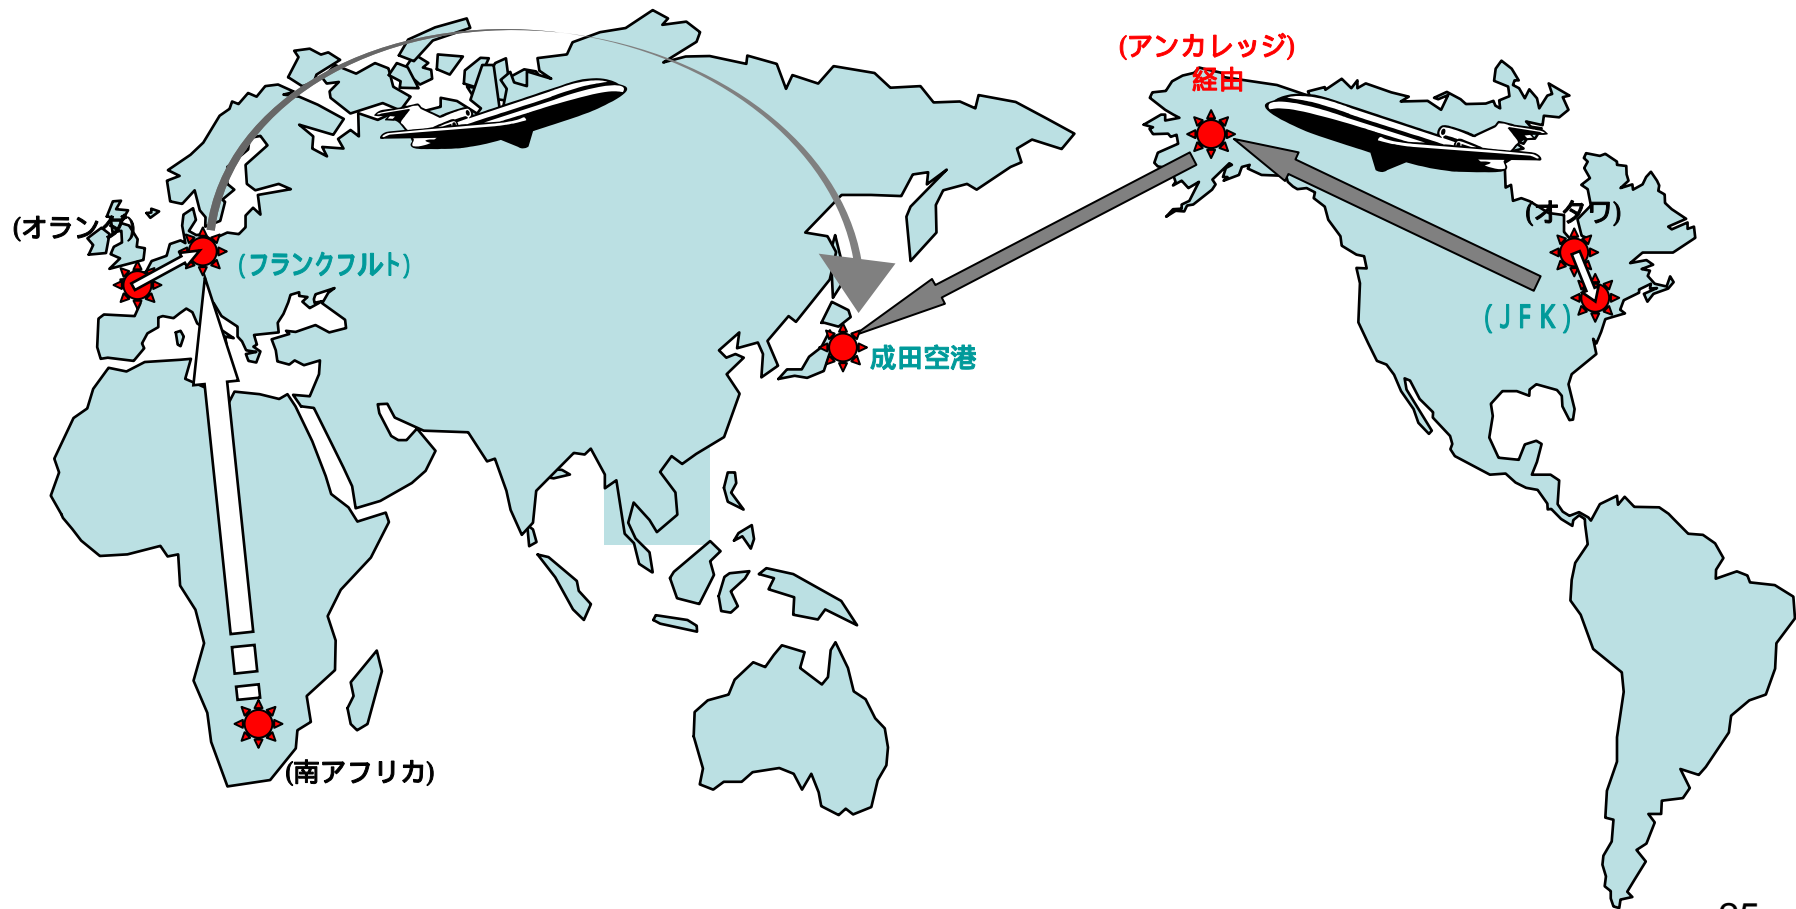 (アンカレッジ)
経由
(オランダ)
(オタワ)
(フランクフルト)
(ＪＦＫ)
成田空港
(南アフリカ)